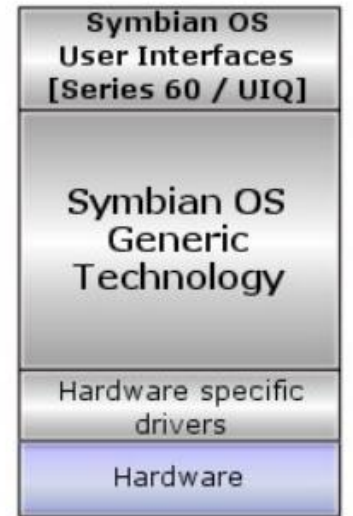 Symbian OS
User Interfaces
[Series 60 / UIQ]
Symbian OS
Generic
Technology
Hardware specific
drivers
Hardware